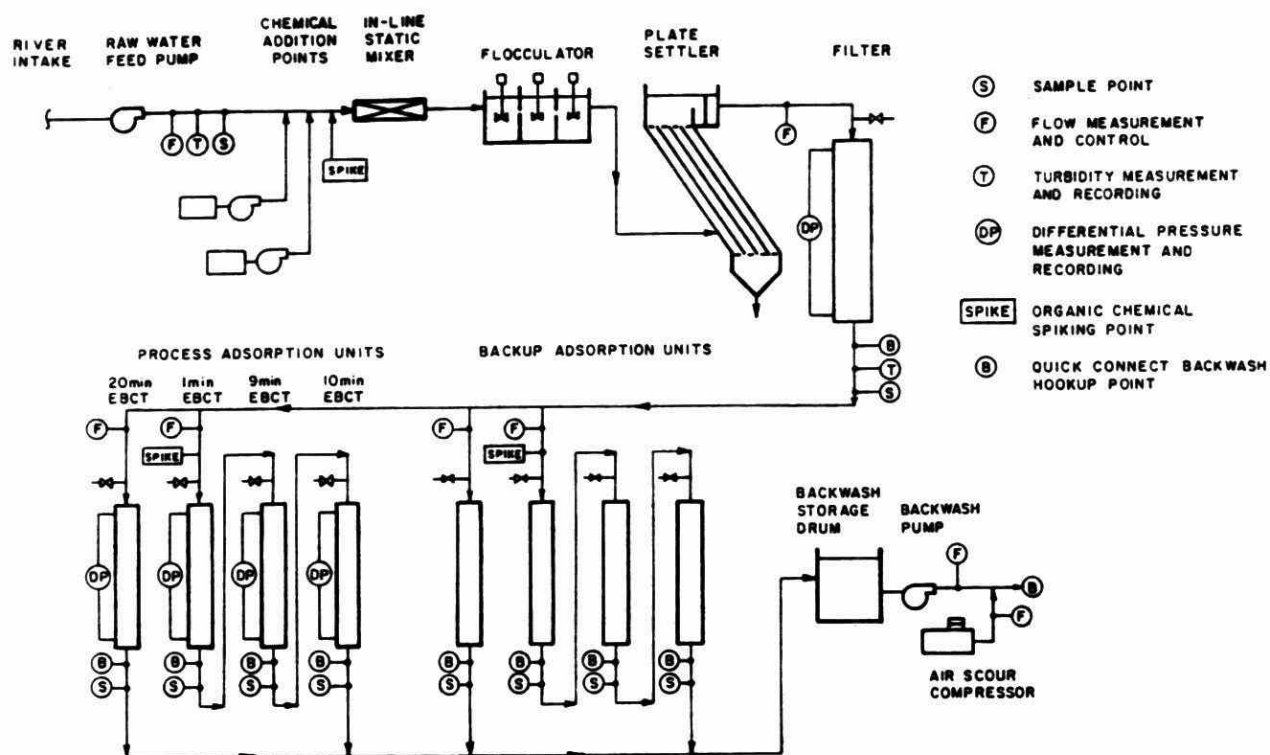 RIVER
INTAKE
RAW WATER
FEED PUMP
CHEMICAL
ADDITION
POINTS
IN-LINE
STATIC
MIXER
FLOCCULATOR
PLATE
SETTLER
FILTER
F
T
S
SPIKE
F
DP
B
T
S
S SAMPLE POINT
F FLOW MEASUREMENT
AND CONTROL
T TURBIDITY MEASUREMENT
AND RECORDING
DP DIFFERENTIAL PRESSURE
MEASUREMENT AND
RECORDING
SPIKE ORGANIC CHEMICAL
SPIKING POINT
B QUICK CONNECT BACKWASH
HOOKUP POINT
PROCESS ADSORPTION UNITS
20min
EBCT
1min
EBCT
9min
EBCT
10min
EBCT
F
F
SPIKE
DP
DP
DP
DP
B
B
B
B
S
S
S
S
BACKUP ADSORPTION UNITS
F
F
SPIKE
B
B
B
S
S
S
BACKWASH
STORAGE
DRUM
BACKWASH
PUMP
F
B
F
AIR SCOUR
COMPRESSOR